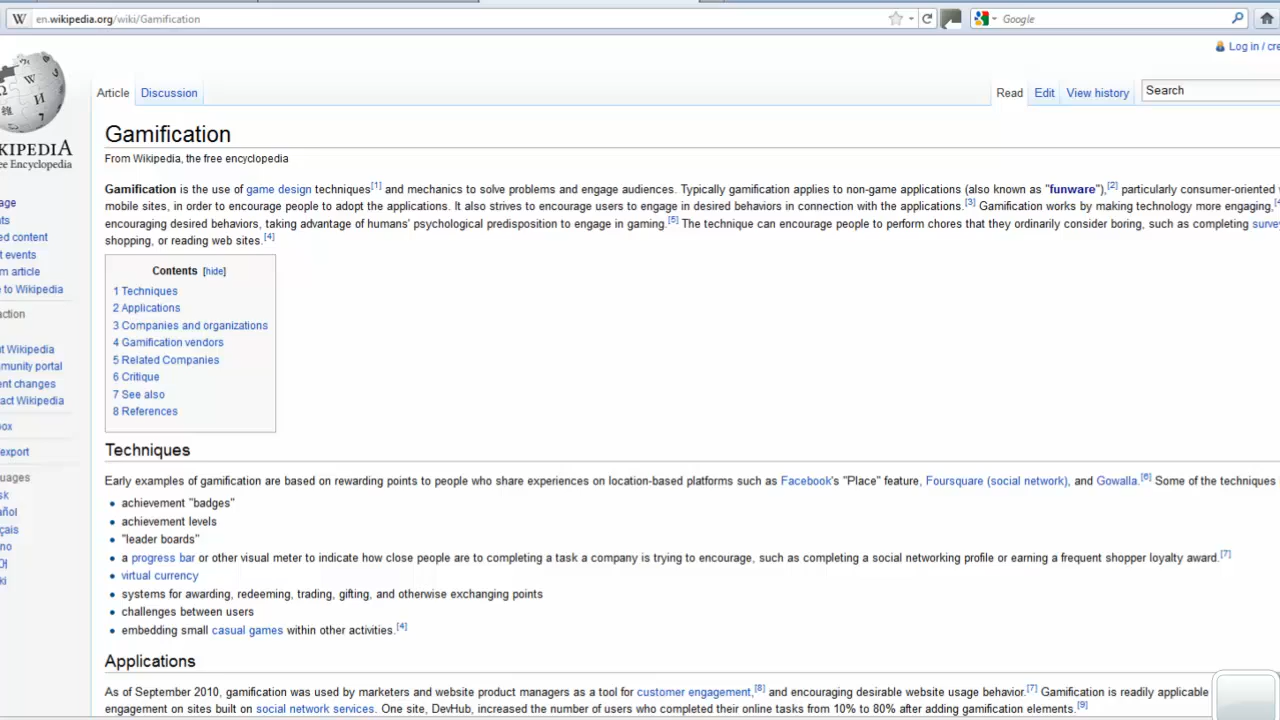 en.wikipedia.org/wiki/Gamification
Google
Log in / cre
Article
Discussion
Read
Edit
View history
Search
KIPEDIA
ee Encyclopedia
Gamification
From Wikipedia, the free encyclopedia
Gamification is the use of game design techniques[1] and mechanics to solve problems and engage audiences. Typically gamification applies to non-game applications (also known as "funware"),[2] particularly consumer-oriented
mobile sites, in order to encourage people to adopt the applications. It also strives to encourage users to engage in desired behaviors in connection with the applications.[3] Gamification works by making technology more engaging,[4
encouraging desired behaviors, taking advantage of humans' psychological predisposition to engage in gaming.[5] The technique can encourage people to perform chores that they ordinarily consider boring, such as completing surve
shopping, or reading web sites.[4]
age
nts
ed content
t events
m article
e to Wikipedia
action
ut Wikipedia
munity portal
ent changes
act Wikipedia
ox
export
uages
sk
añol
çais
no
ki
Contents [hide]
1 Techniques
2 Applications
3 Companies and organizations
4 Gamification vendors
5 Related Companies
6 Critique
7 See also
8 References
Techniques
Early examples of gamification are based on rewarding points to people who share experiences on location-based platforms such as Facebook's "Place" feature, Foursquare (social network), and Gowalla.[6] Some of the techniques
• achievement "badges"
• achievement levels
• "leader boards"
• a progress bar or other visual meter to indicate how close people are to completing a task a company is trying to encourage, such as completing a social networking profile or earning a frequent shopper loyalty award.[7]
• virtual currency
• systems for awarding, redeeming, trading, gifting, and otherwise exchanging points
• challenges between users
• embedding small casual games within other activities.[4]
Applications
As of September 2010, gamification was used by marketers and website product managers as a tool for customer engagement,[8] and encouraging desirable website usage behavior.[7] Gamification is readily applicable
engagement on sites built on social network services. One site, DevHub, increased the number of users who completed their online tasks from 10% to 80% after adding gamification elements.[9]